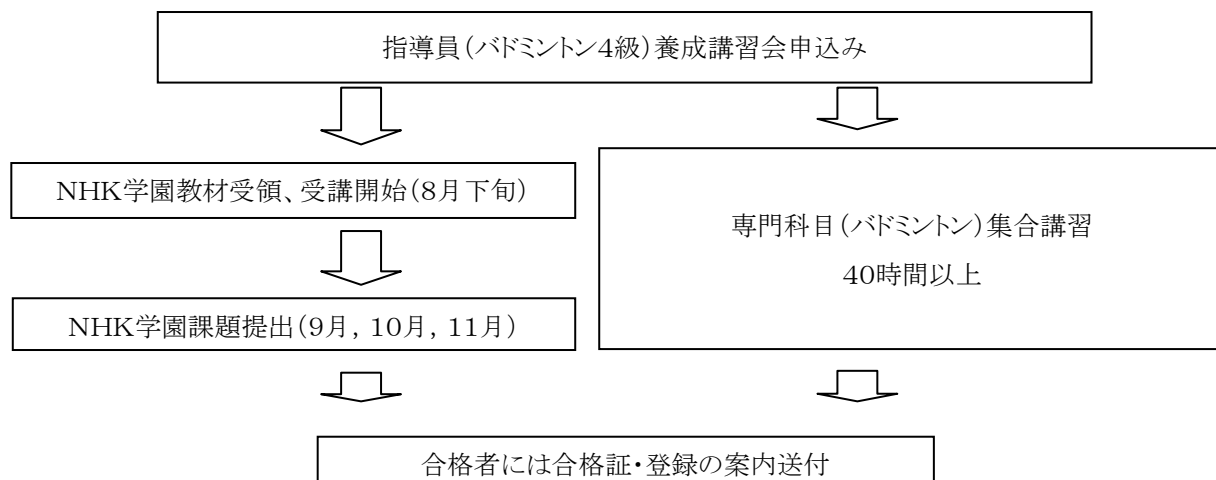 指導員（バドミントン４級）養成講習会申込み
ＮＨＫ学園教材受領、受講開始（８月下旬）
専門科目（バドミントン）集合講習
４０時間以上
ＮＨＫ学園課題提出（９月，１０月，１１月）
合格者には合格証・登録の案内送付